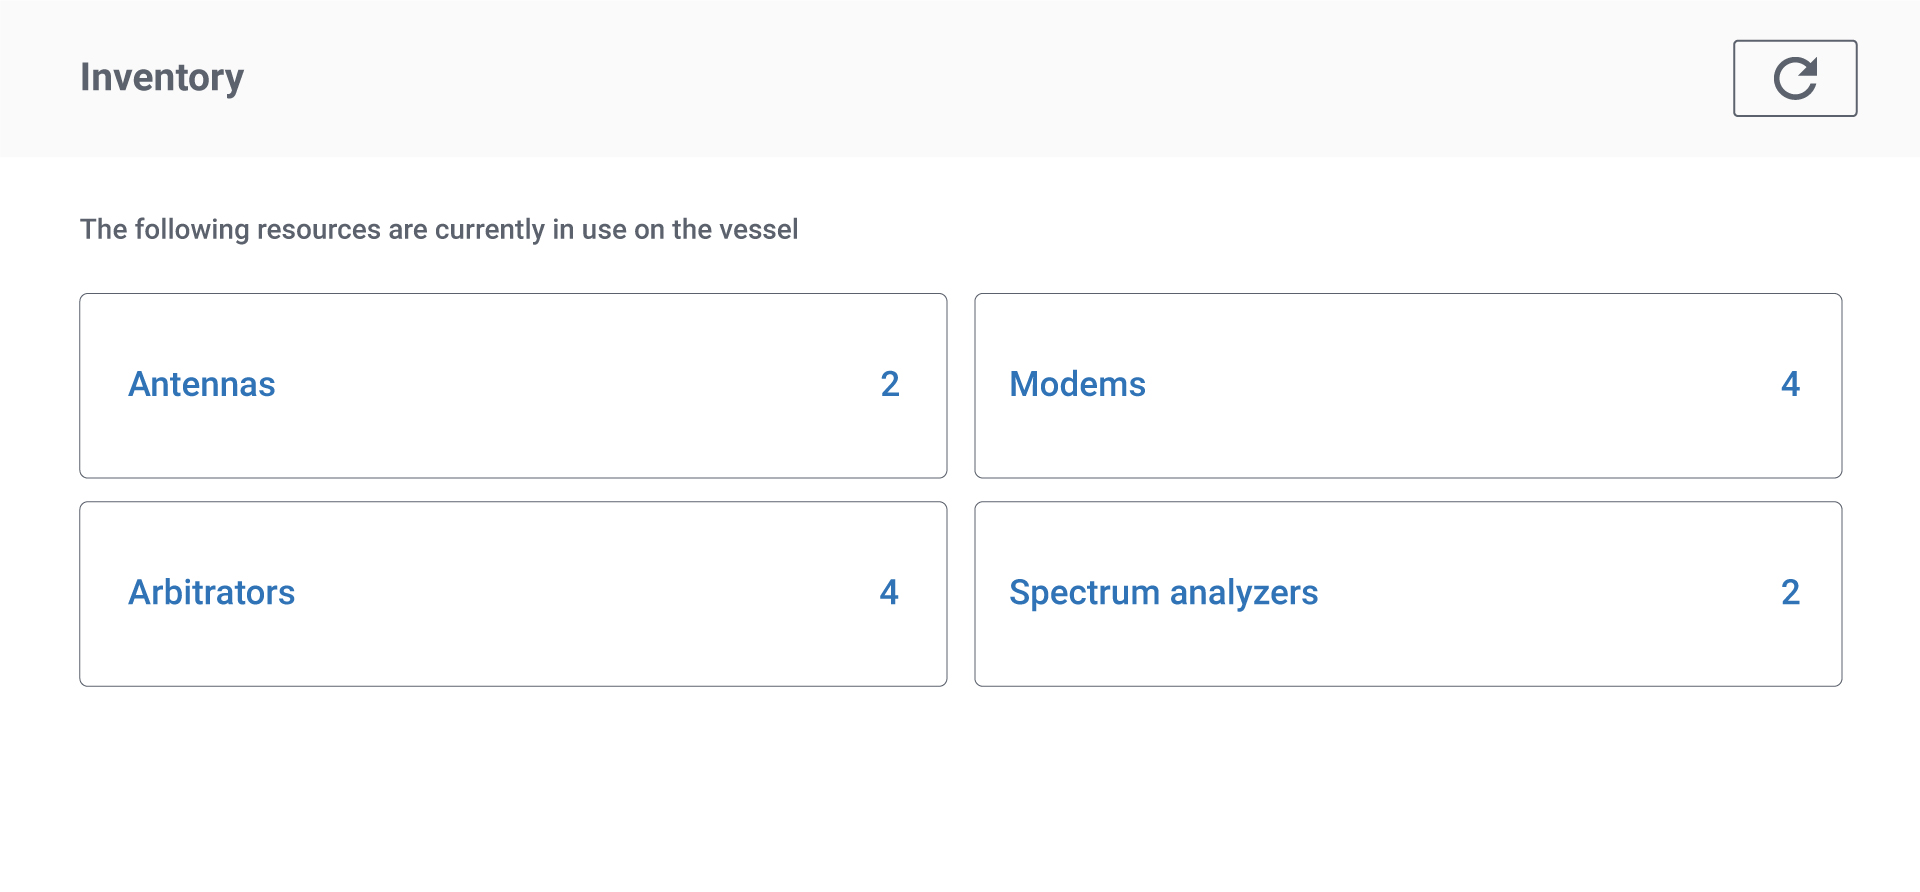 Inventory
The following resources are currently in use on the vessel
Antennas 2
Modems 4
Arbitrators 4
Spectrum analyzers 2